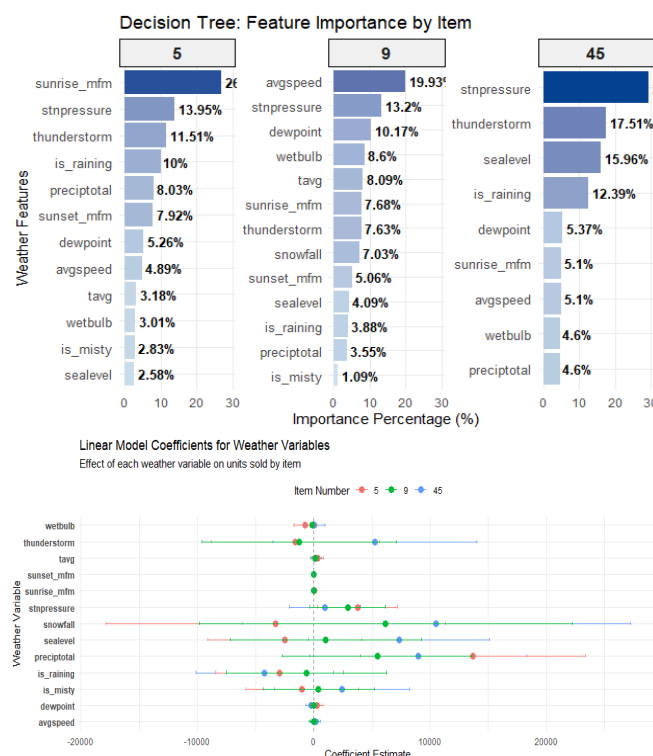 Decision Tree: Feature Importance by Item
5
sunrise_mfm 26
stnpressure 13.95%
thunderstorm 11.51%
is_raining 10%
preciptotal 8.03%
sunset_mfm 7.92%
dewpoint 5.26%
avgspeed 4.89%
tavg 3.18%
wetbulb 3.01%
is_misty 2.83%
sealevel 2.58%
0 10 20 30
9
avgspeed 19.93%
stnpressure 13.2%
dewpoint 10.17%
wetbulb 8.6%
tavg 8.09%
sunrise_mfm 7.68%
thunderstorm 7.63%
snowfall 7.03%
sunset_mfm 5.06%
sealevel 4.09%
is_raining 3.88%
preciptotal 3.55%
is_misty 1.09%
0 10 20 30
45
stnpressure
thunderstorm 17.51%
sealevel 15.96%
is_raining 12.39%
dewpoint 5.37%
sunrise_mfm 5.1%
avgspeed 5.1%
wetbulb 4.6%
preciptotal 4.6%
0 10 20 30
Weather Features
Importance Percentage (%)
Linear Model Coefficients for Weather Variables
Effect of each weather variable on units sold by item
Item Number 5 9 45
Weather Variable
wetbulb
thunderstorm
tavg
sunset_mfm
sunrise_mfm
stnpressure
snowfall
sealevel
preciptotal
is_raining
is_misty
dewpoint
avgspeed
-20000 -10000 0 10000 20000
Coefficient Estimate